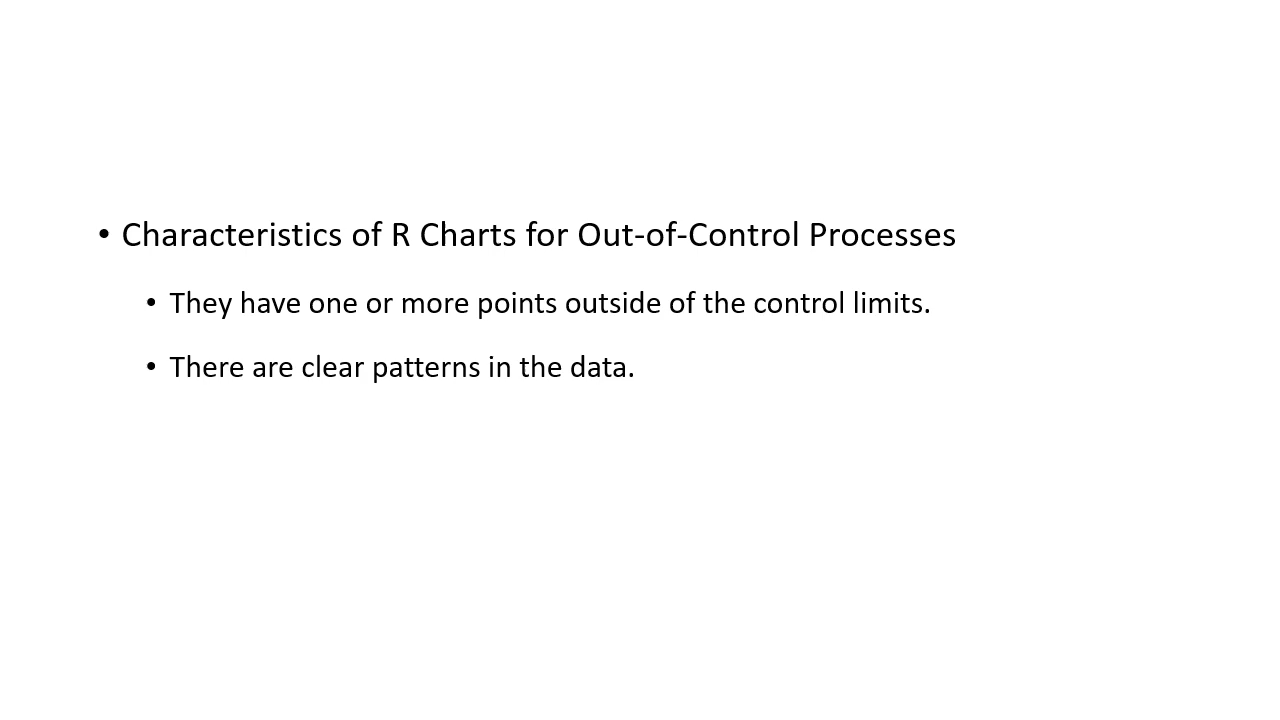 • Characteristics of R Charts for Out-of-Control Processes
• They have one or more points outside of the control limits.
• There are clear patterns in the data.